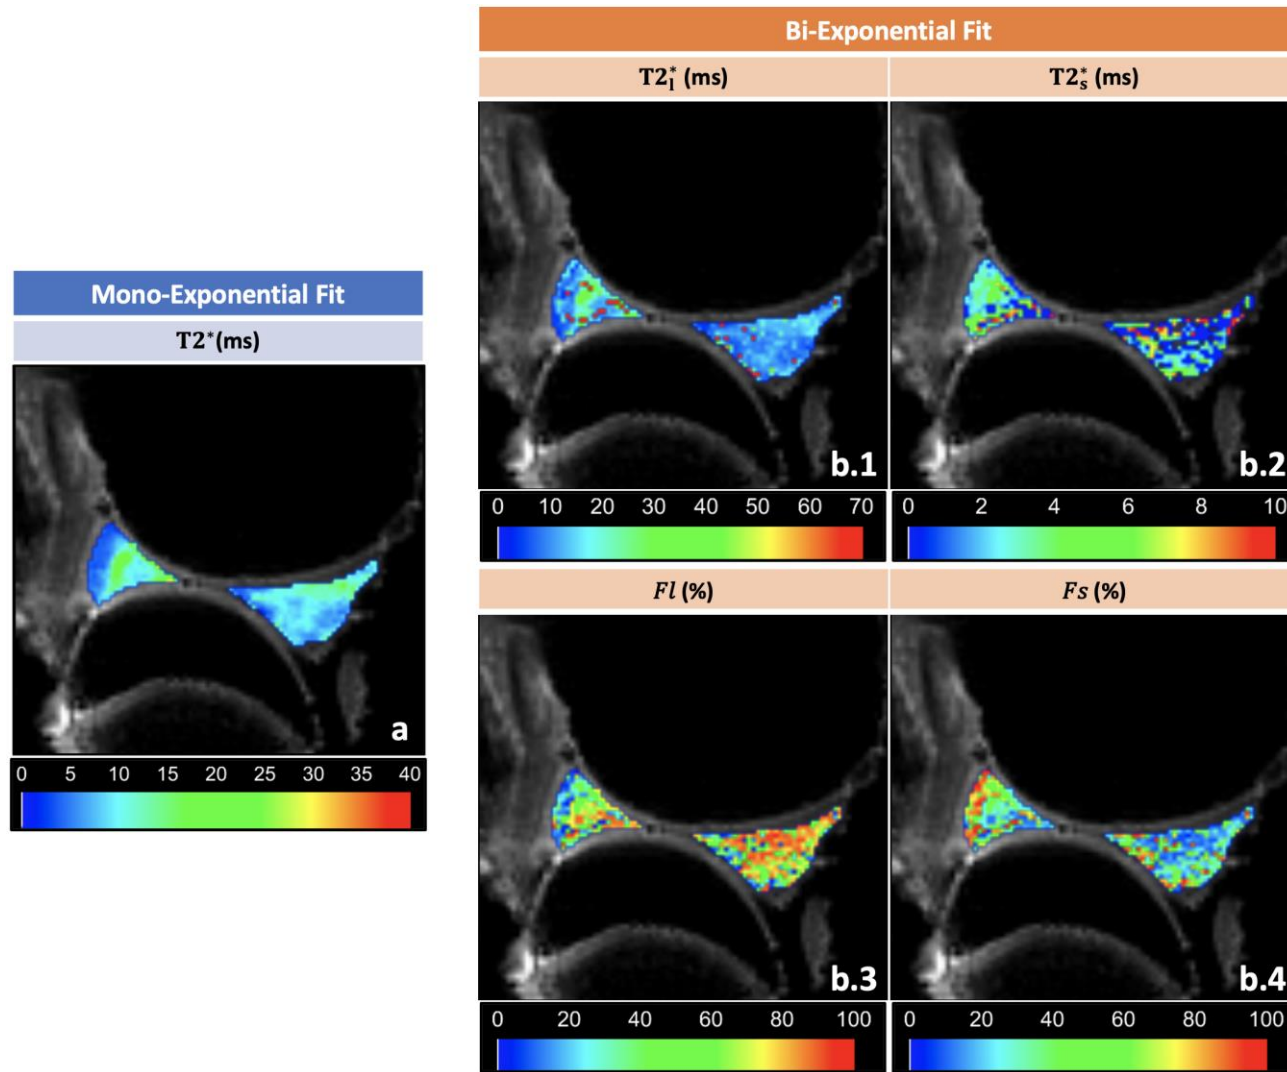 Bi-Exponential Fit
T2*l (ms)
T2*s (ms)
Mono-Exponential Fit
T2*(ms)
a
0 5 10 15 20 25 30 35 40
b.1
b.2
0 10 20 30 40 50 60 70
0 2 4 6 8 10
Fl (%)
Fs (%)
b.3
b.4
0 20 40 60 80 100
0 20 40 60 80 100